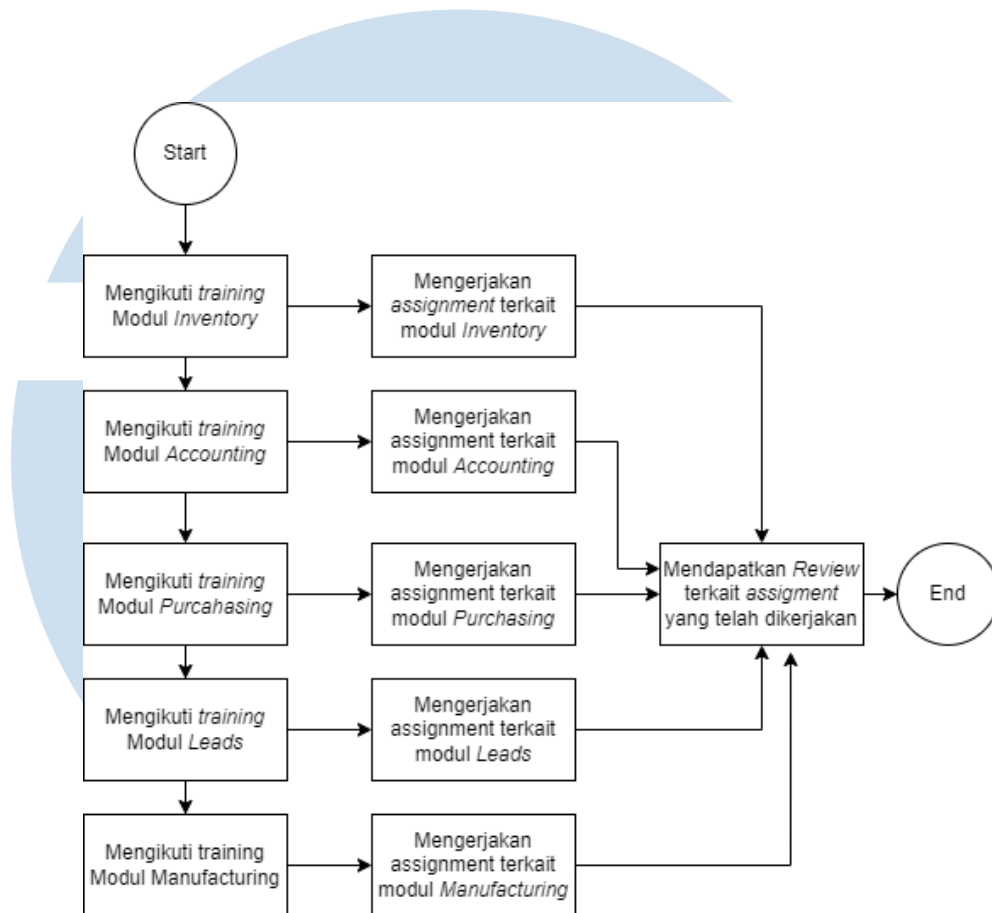 Start
Mengikuti training
Modul Inventory
Mengerjakan
assignment terkait
modul Inventory
Mengikuti training
Modul Accounting
Mengerjakan
assignment terkait
modul Accounting
Mengikuti training
Modul Purcahasing
Mengerjakan
assignment terkait
modul Purchasing
Mendapatkan Review
terkait assigment
yang telah dikerjakan
End
Mengikuti training
Modul Leads
Mengerjakan
assignment terkait
modul Leads
Mengikuti training
Modul Manufacturing
Mengerjakan
assignment terkait
modul Manufacturing